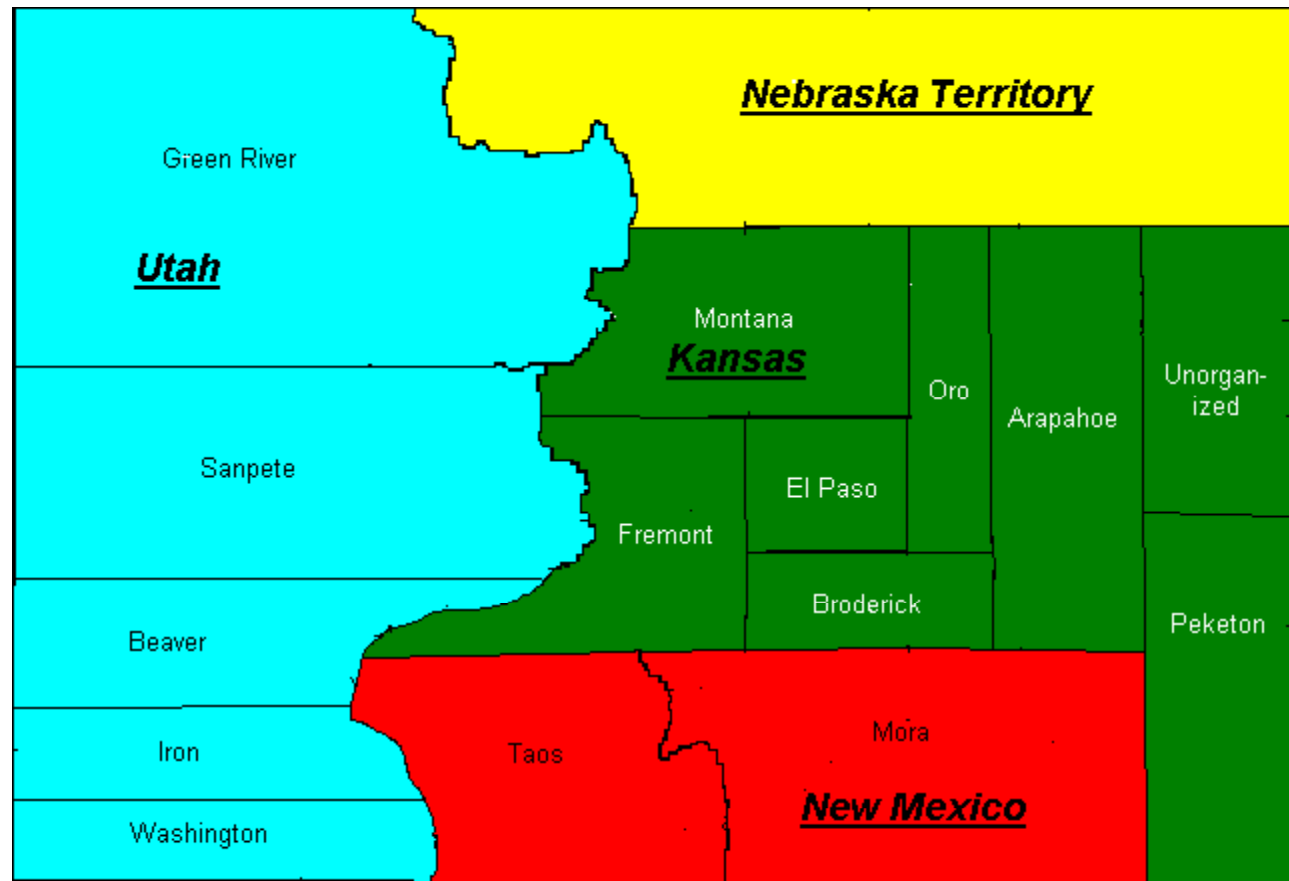 Nebraska Territory
Green River
Utah
Montana
Kansas
Oro
Arapahoe
Unorgan-
ized
Sanpete
El Paso
Fremont
Broderick
Peketon
Beaver
Iron
Taos
Mora
New Mexico
Washington